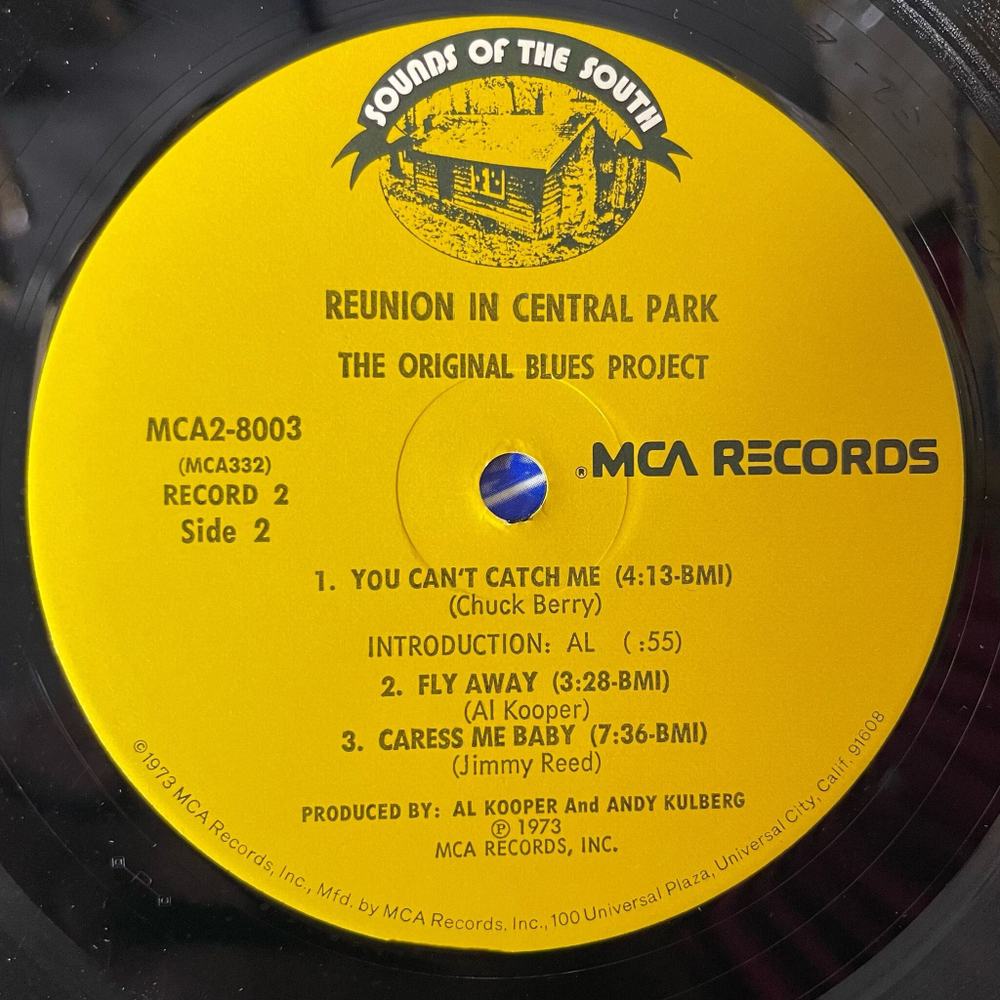 SOUNDS OF THE SOUTH
REUNION IN CENTRAL PARK
THE ORIGINAL BLUES PROJECT
MCA2-8003
(MCA332)
RECORD 2
Side 2
®MCA RECORDS
1. YOU CAN'T CATCH ME (4:13-BMI)
(Chuck Berry)
INTRODUCTION: AL ( :55)
2. FLY AWAY (3:28-BMI)
(Al Kooper)
3. CARESS ME BABY (7:36-BMI)
(Jimmy Reed)
PRODUCED BY: AL KOOPER And ANDY KULBERG
℗ 1973
MCA RECORDS, INC.
©1973 MCA Records, Inc., Mfd. by MCA Records, Inc., 100 Universal Plaza, Universal City, Calif. 91608